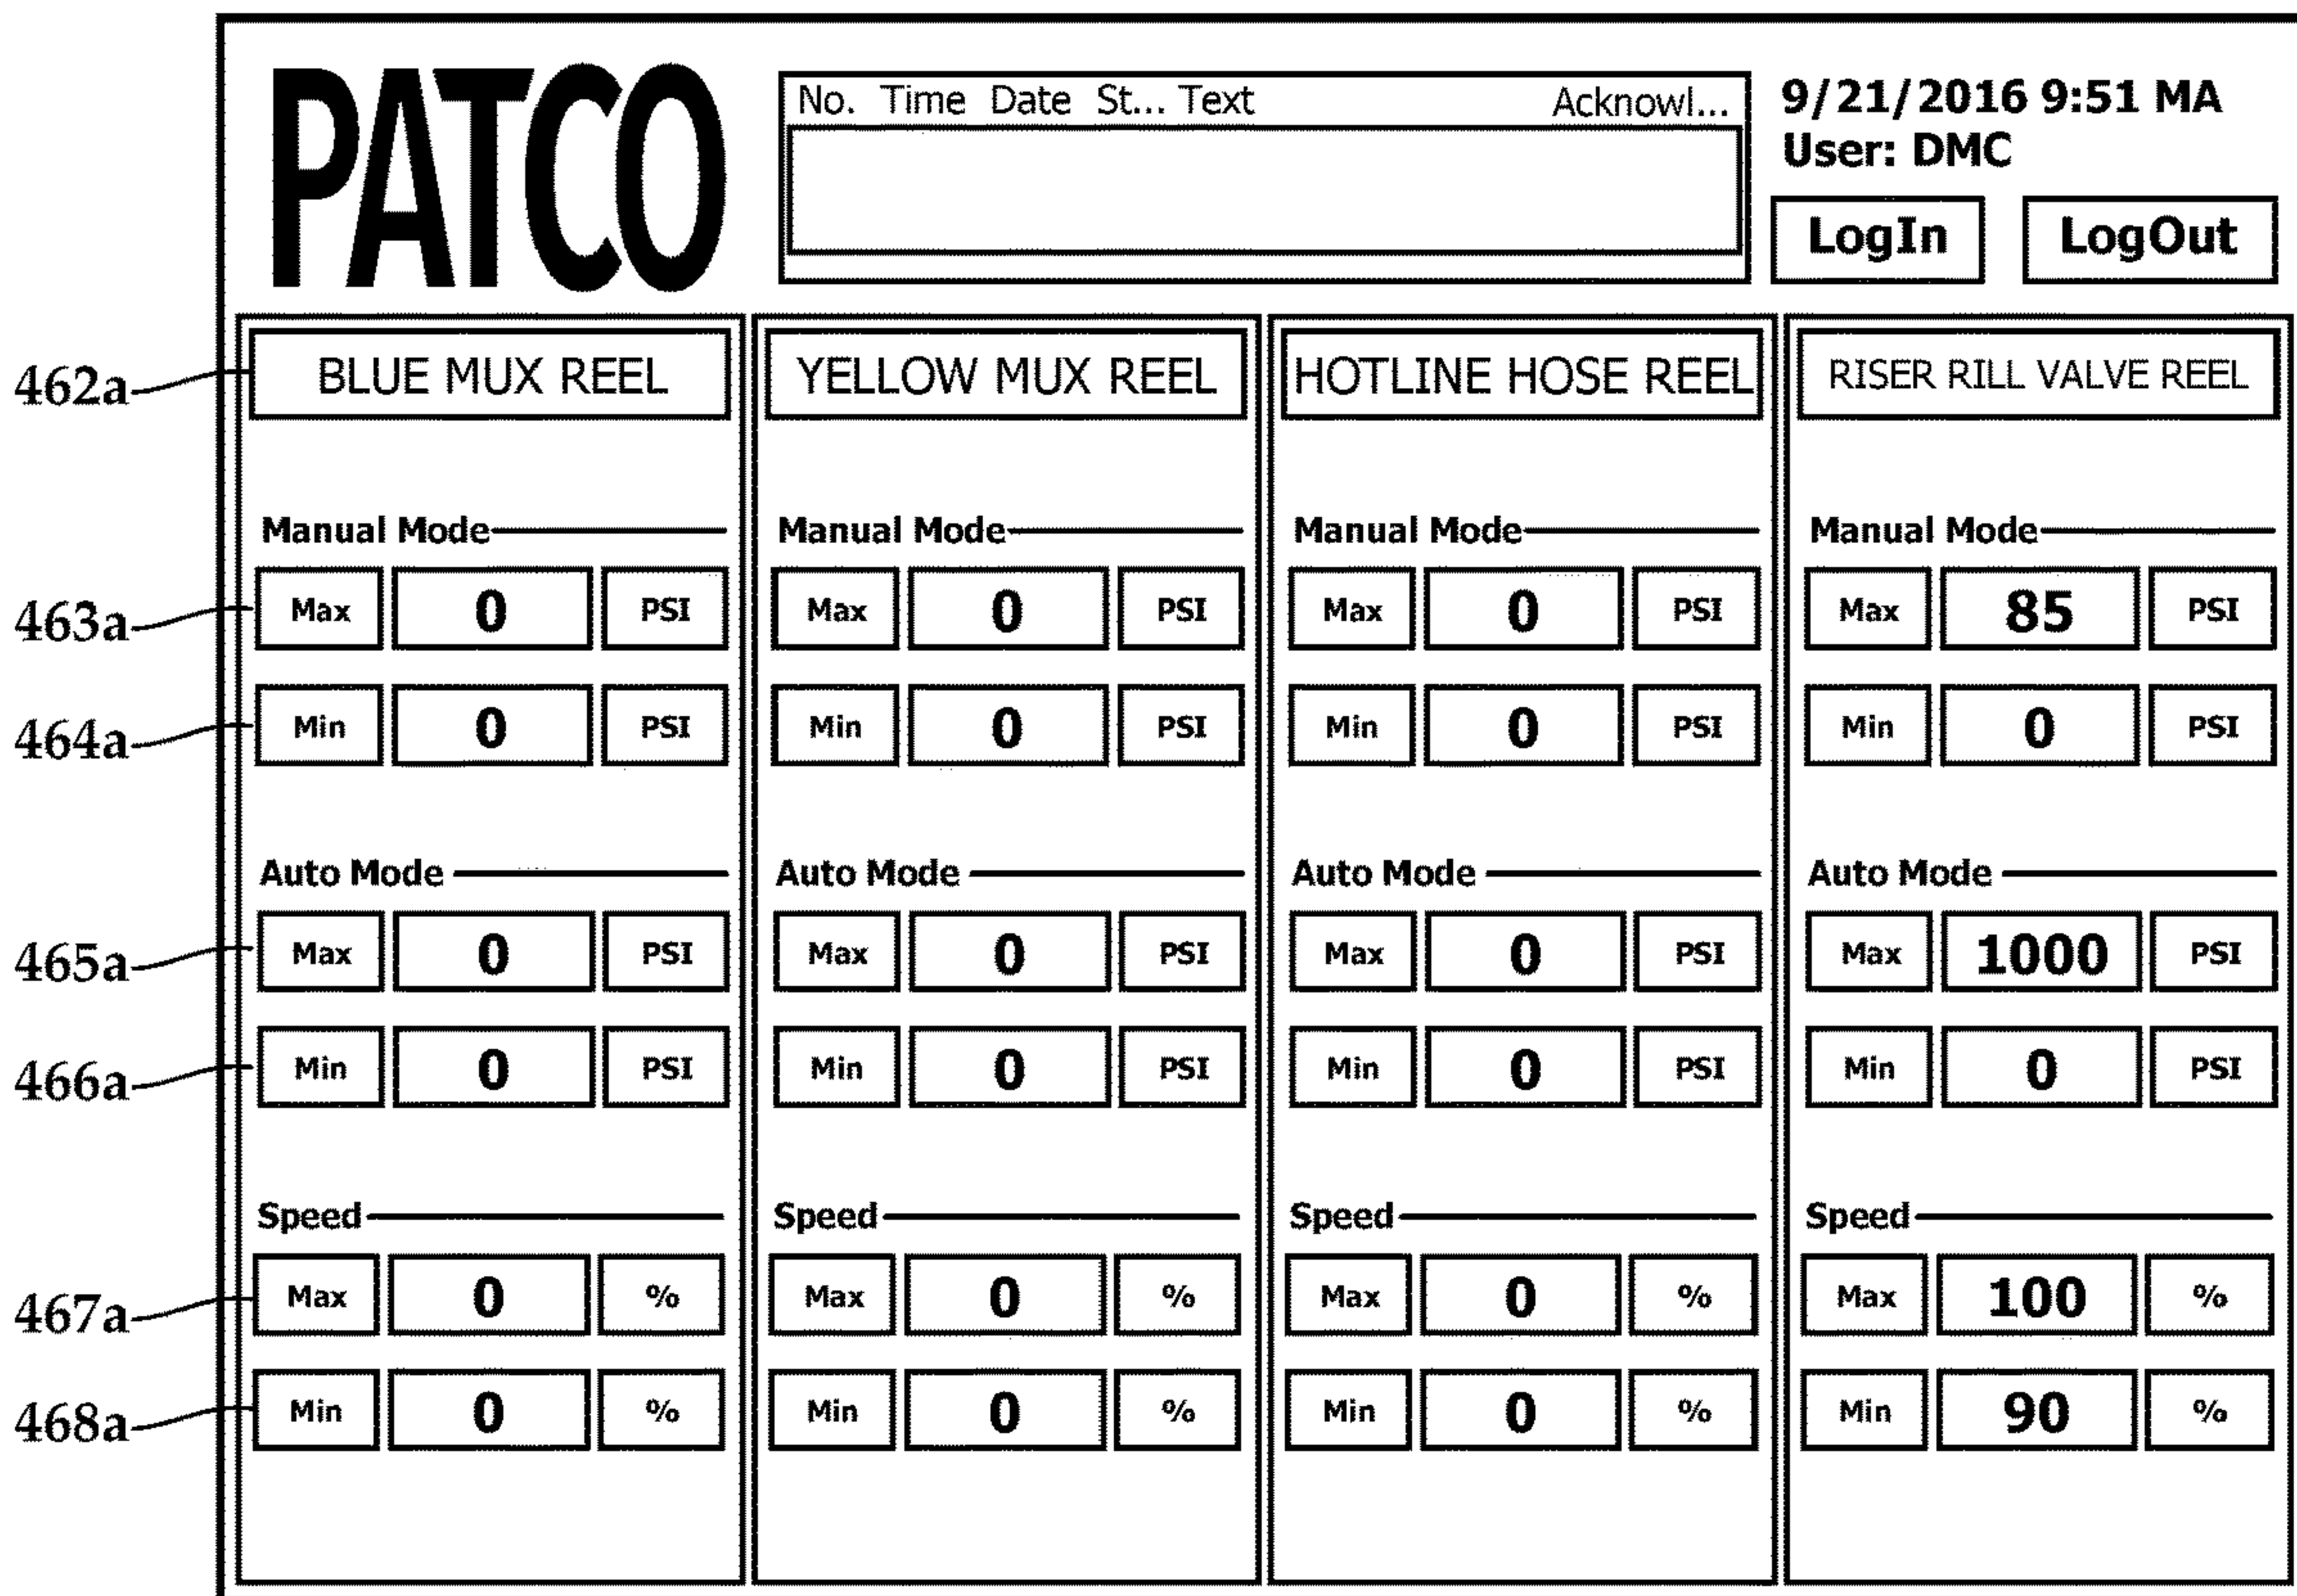 PATCO
No. Time Date St... Text Acknowl...
9/21/2016 9:51 MA
User: DMC
LogIn LogOut
462a BLUE MUX REEL YELLOW MUX REEL HOTLINE HOSE REEL RISER RILL VALVE REEL
Manual Mode Manual Mode Manual Mode Manual Mode
463a Max 0 PSI Max 0 PSI Max 0 PSI Max 85 PSI
464a Min 0 PSI Min 0 PSI Min 0 PSI Min 0 PSI
Auto Mode Auto Mode Auto Mode Auto Mode
465a Max 0 PSI Max 0 PSI Max 0 PSI Max 1000 PSI
466a Min 0 PSI Min 0 PSI Min 0 PSI Min 0 PSI
Speed Speed Speed Speed
467a Max 0 % Max 0 % Max 0 % Max 100 %
468a Min 0 % Min 0 % Min 0 % Min 90 %